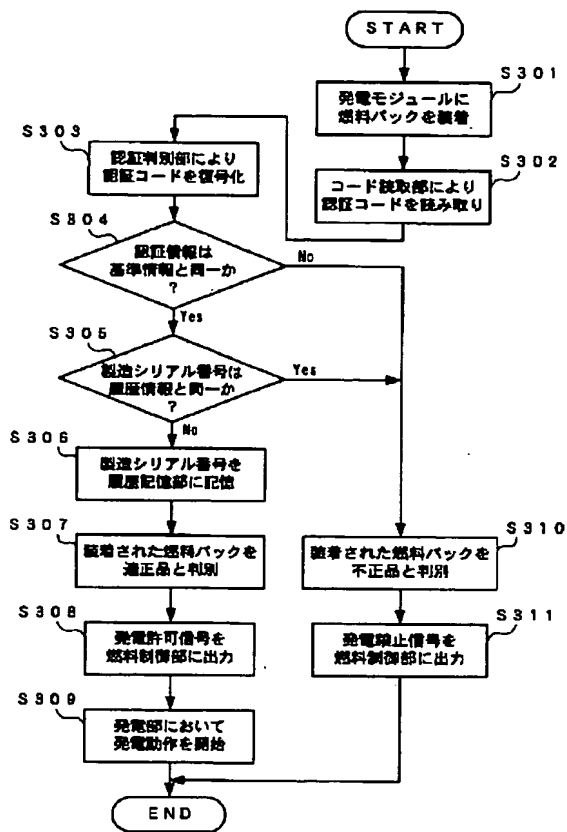 START
S301
発電モジュールに
燃料パックを装着
S302
コード読取部により
認証コードを読み取り
S303
認証判別部により
認証コードを復号化
S304
認証情報は
基準情報と同一か
?
No
Yes
S305
製造シリアル番号は
履歴情報と同一か
?
Yes
No
S306
製造シリアル番号を
履歴記憶部に記憶
S307
装着された燃料パックを
適正品と判別
S308
発電許可信号を
燃料制御部に出力
S309
発電部において
発電動作を開始
S310
装着された燃料パックを
不正品と判別
S311
発電禁止信号を
燃料制御部に出力
END